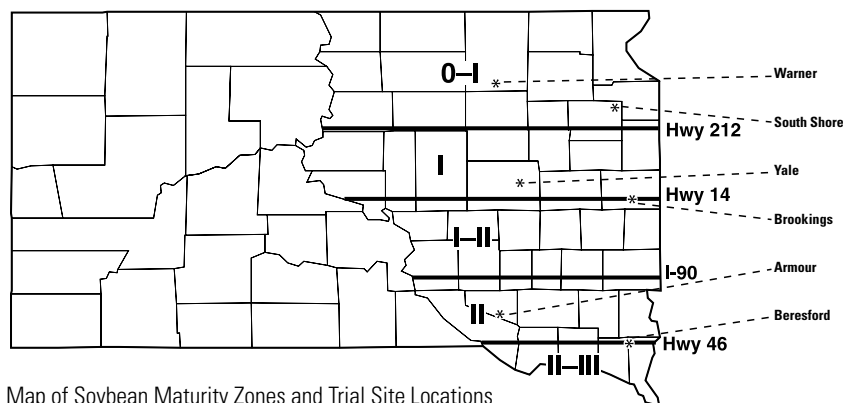 0–I
Warner
South Shore
Hwy 212
I
Yale
Hwy 14
Brookings
I–II
Armour
I-90
II
Beresford
Hwy 46
II–III
Map of Soybean Maturity Zones and Trial Site Locations